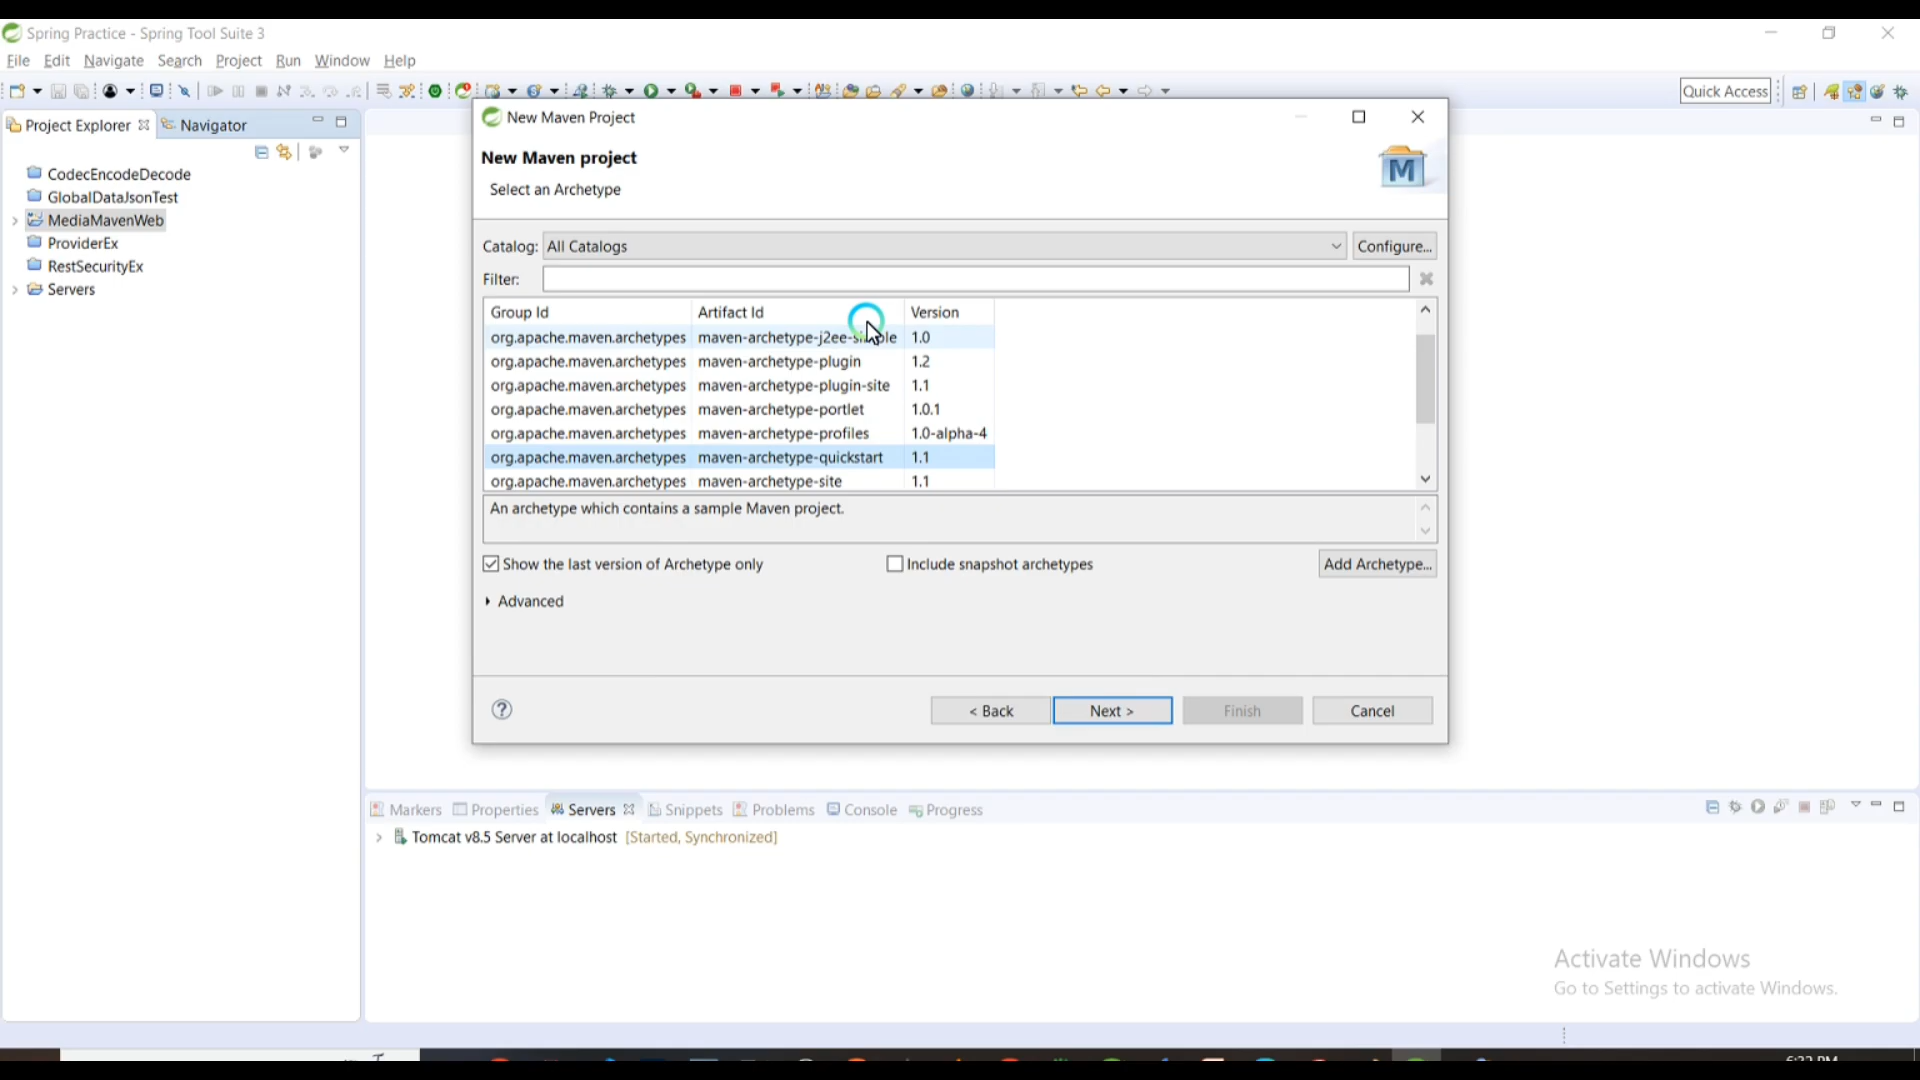 Spring Practice - Spring Tool Suite 3
File Edit Navigate Search Project Run Window Help
Quick Access
Project Explorer Navigator
CodecEncodeDecode
GlobalDataJsonTest
MediaMavenWeb
ProviderEx
RestSecurityEx
Servers
New Maven Project
New Maven project
Select an Archetype
M
Catalog: All Catalogs Configure...
Filter:
Group Id Artifact Id Version
org.apache.maven.archetypes maven-archetype-j2ee-simple 1.0
org.apache.maven.archetypes maven-archetype-plugin 1.2
org.apache.maven.archetypes maven-archetype-plugin-site 1.1
org.apache.maven.archetypes maven-archetype-portlet 1.0.1
org.apache.maven.archetypes maven-archetype-profiles 1.0-alpha-4
org.apache.maven.archetypes maven-archetype-quickstart 1.1
org.apache.maven.archetypes maven-archetype-site 1.1
An archetype which contains a sample Maven project.
Show the last version of Archetype only Include snapshot archetypes Add Archetype...
Advanced
? < Back Next > Finish Cancel
Markers Properties Servers Snippets Problems Console Progress
Tomcat v8.5 Server at localhost [Started, Synchronized]
Activate Windows
Go to Settings to activate Windows.